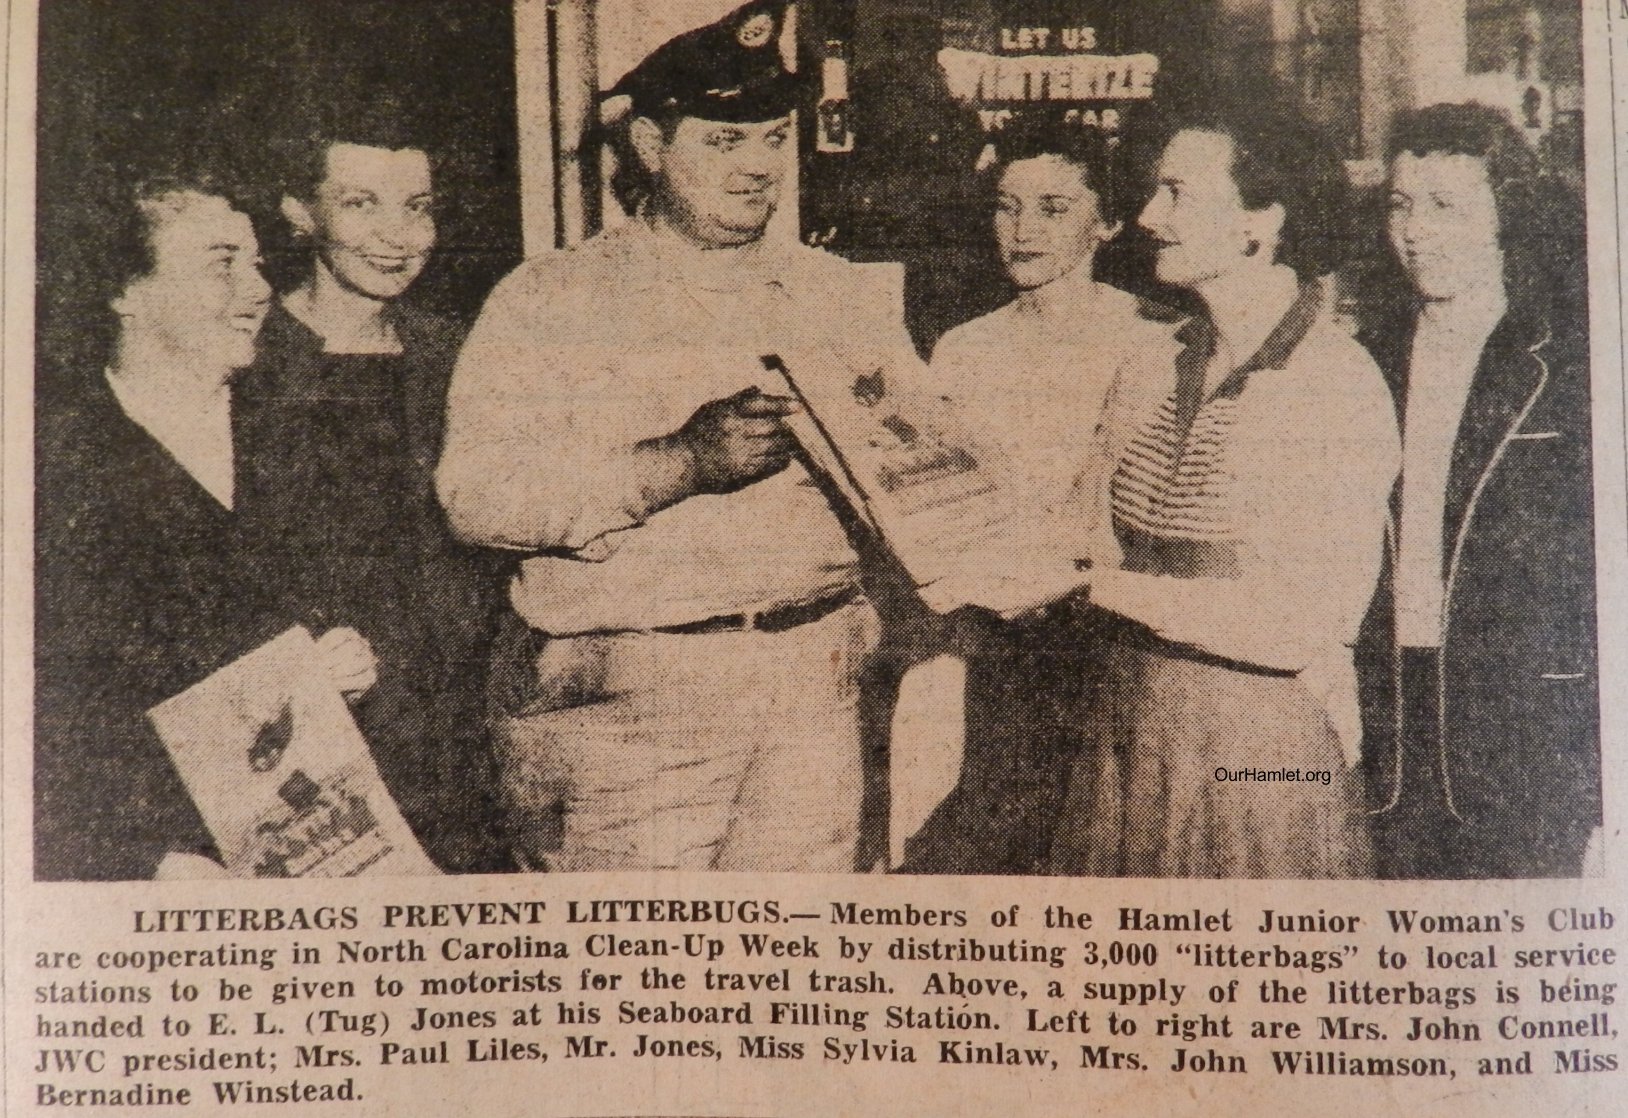 LET US
WINTERIZE
CAR
OurHamlet.org
LITTERBAGS PREVENT LITTERBUGS.— Members of the Hamlet Junior Woman's Club
are cooperating in North Carolina Clean-Up Week by distributing 3,000 “litterbags” to local service
stations to be given to motorists for the travel trash. Above, a supply of the litterbags is being
handed to E. L. (Tug) Jones at his Seaboard Filling Station. Left to right are Mrs. John Connell,
JWC president; Mrs. Paul Liles, Mr. Jones, Miss Sylvia Kinlaw, Mrs. John Williamson, and Miss
Bernadine Winstead.